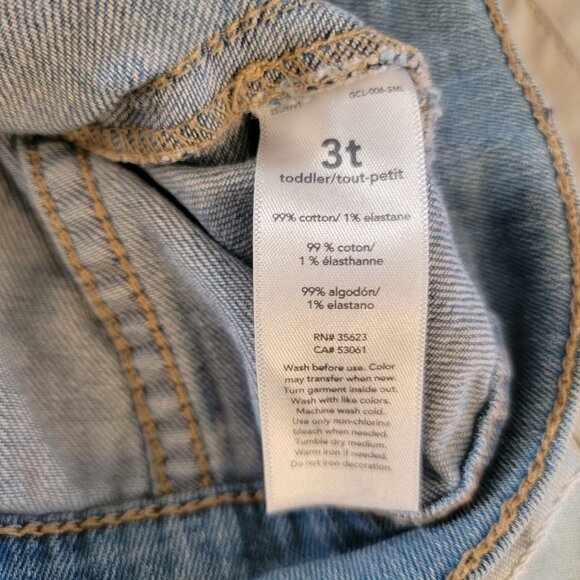 GCL-006-SML
3t
toddler/tout-petit
99% cotton/ 1% elastane
99 % coton/
1 % élasthanne
99% algodón/
1% elastano
RN# 35623
CA# 53061
Wash before use. Color
may transfer when new.
Turn garment inside out.
Wash with like colors.
Machine wash cold.
Use only non-chlorine
bleach when needed.
Tumble dry medium.
Warm iron if needed.
Do not iron decoration.